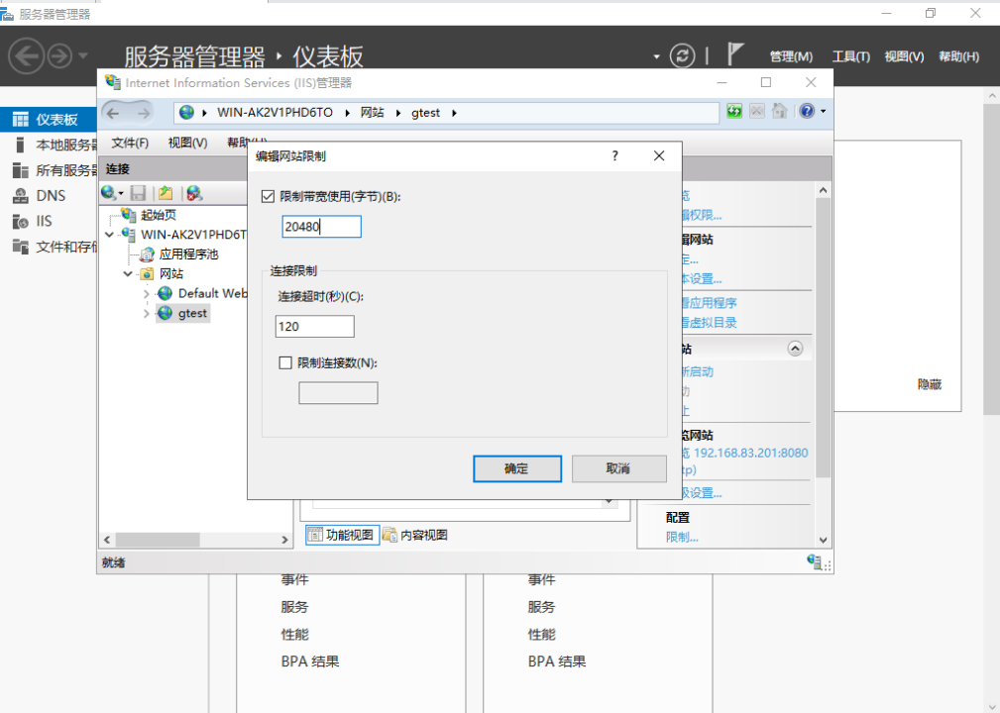 服务器管理器
服务器管理器 · 仪表板
管理(M) 工具(T) 视图(V) 帮助(H)
Internet Information Services (IIS)管理器
WIN-AK2V1PHD6TO 网站 gtest
文件(F) 视图(V) 帮助(H)
仪表板
本地服务器
所有服务器
DNS
IIS
文件和存储
连接
起始页
WIN-AK2V1PHD6T
应用程序池
网站
Default Web
gtest
编辑网站限制
?
限制带宽使用(字节)(B):
20480
连接限制
连接超时(秒)(C):
120
限制连接数(N):
确定 取消
览
辑权限...
辑网站
定...
本设置...
看应用程序
看虚拟目录
站
新启动
动
止
览网站
览 192.168.83.201:8080
tp)
级设置...
配置
限制...
隐藏
功能视图 内容视图
就绪
事件
服务
性能
BPA 结果
事件
服务
性能
BPA 结果